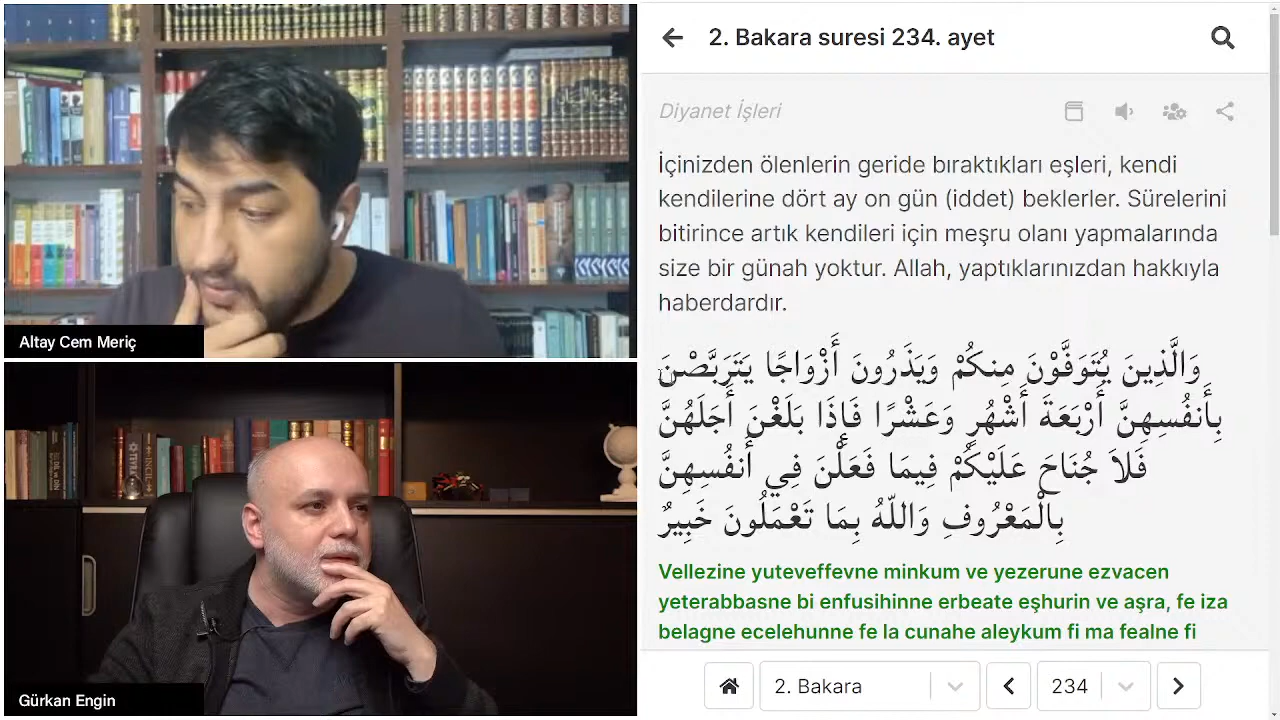 Altay Cem Meriç
Gürkan Engin
2. Bakara suresi 234. ayet
Diyanet İşleri
İçinizden ölenlerin geride bıraktıkları eşleri, kendi
kendilerine dört ay on gün (iddet) beklerler. Sürelerini
bitirince artık kendileri için meşru olanı yapmalarında
size bir günah yoktur. Allah, yaptıklarınızdan hakkıyla
haberdardır.
وَالَّذِينَ يُتَوَفَّوْنَ مِنكُمْ وَيَذَرُونَ أَزْوَاجًا يَتَرَبَّصْنَ
بِأَنفُسِهِنَّ أَرْبَعَةَ أَشْهُرٍ وَعَشْرًا فَإِذَا بَلَغْنَ أَجَلَهُنَّ
فَلاَ جُنَاحَ عَلَيْكُمْ فِيمَا فَعَلْنَ فِي أَنفُسِهِنَّ
بِالْمَعْرُوفِ وَاللّهُ بِمَا تَعْمَلُونَ خَبِيرٌ
Vellezine yuteveffevne minkum ve yezerune ezvacen
yeterabbasne bi enfusihinne erbeate eşhurin ve aşra, fe iza
belagne ecelehunne fe la cunahe aleykum fi ma fealne fi
2. Bakara
234